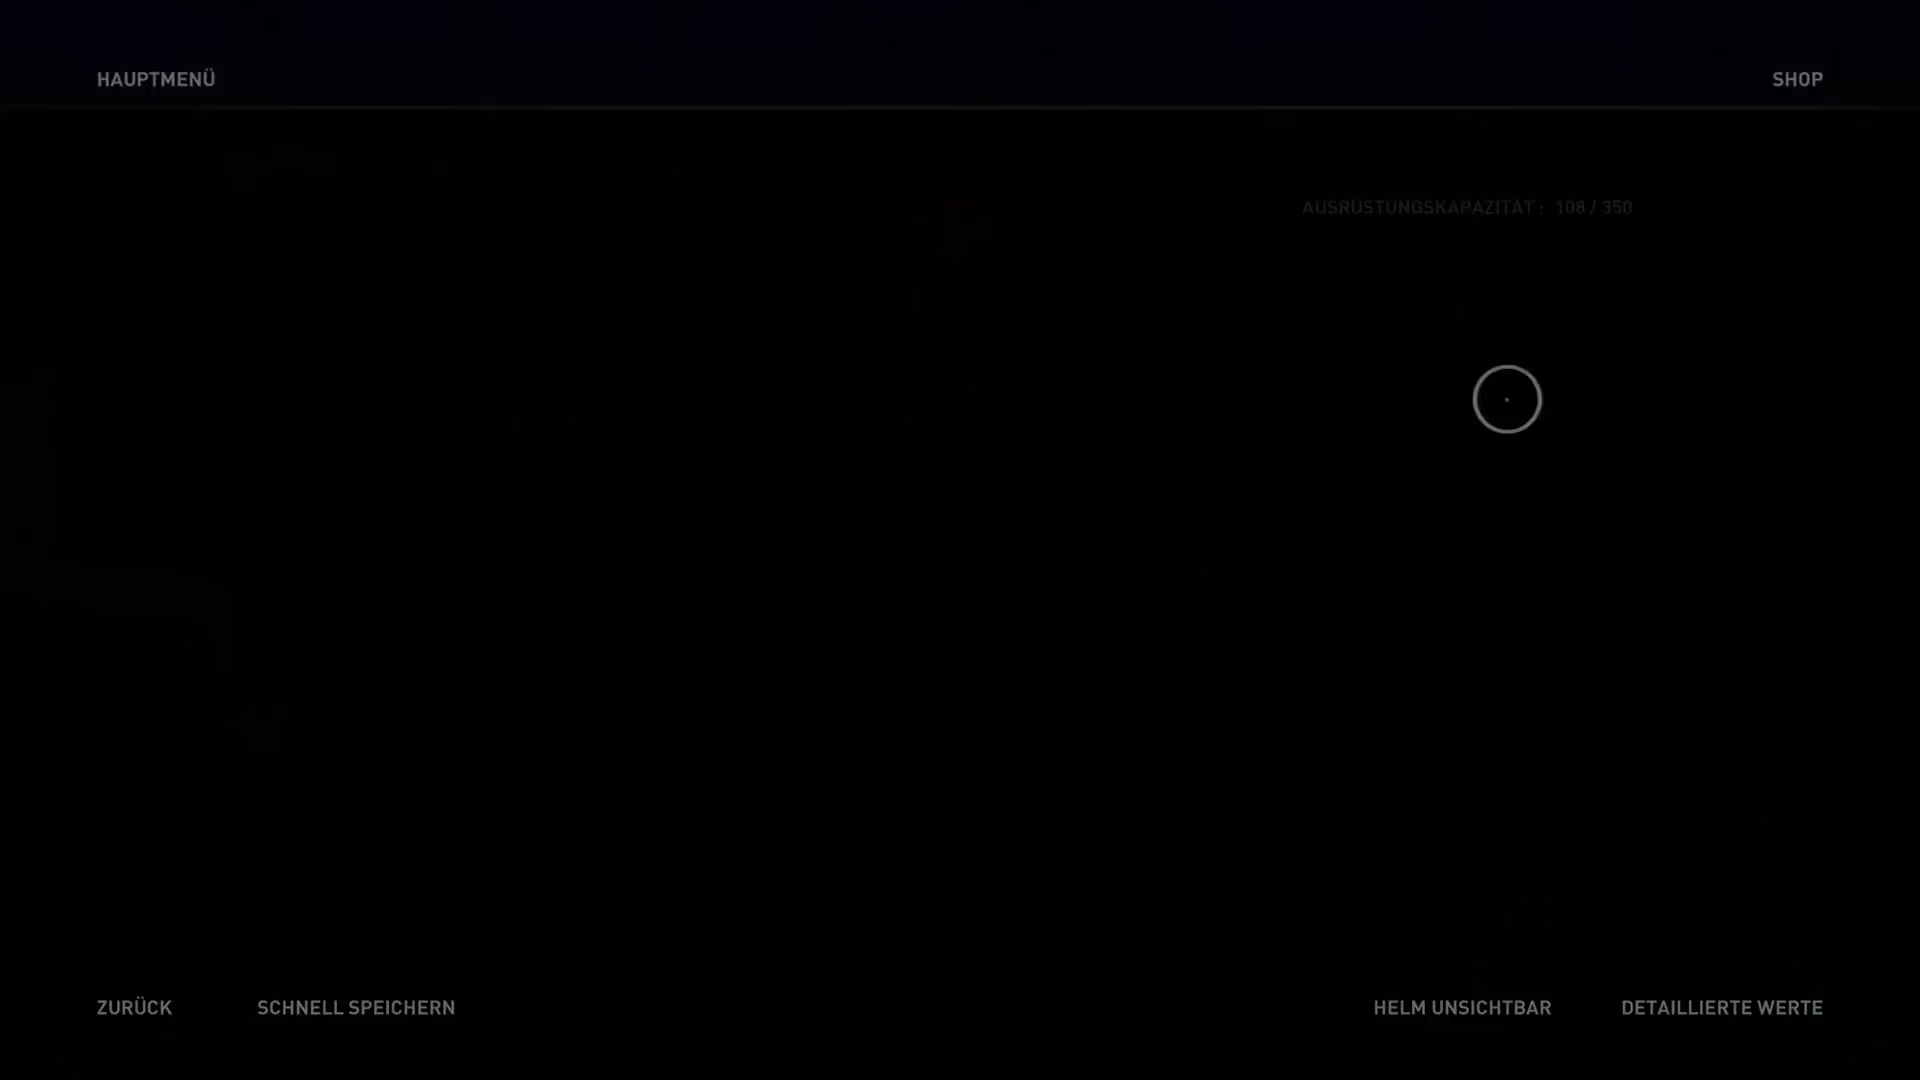 HAUPTMENÜ
SHOP
AUSRÜSTUNGSKAPAZITÄT : 108 / 350
ZURÜCK
SCHNELL SPEICHERN
HELM UNSICHTBAR
DETAILLIERTE WERTE